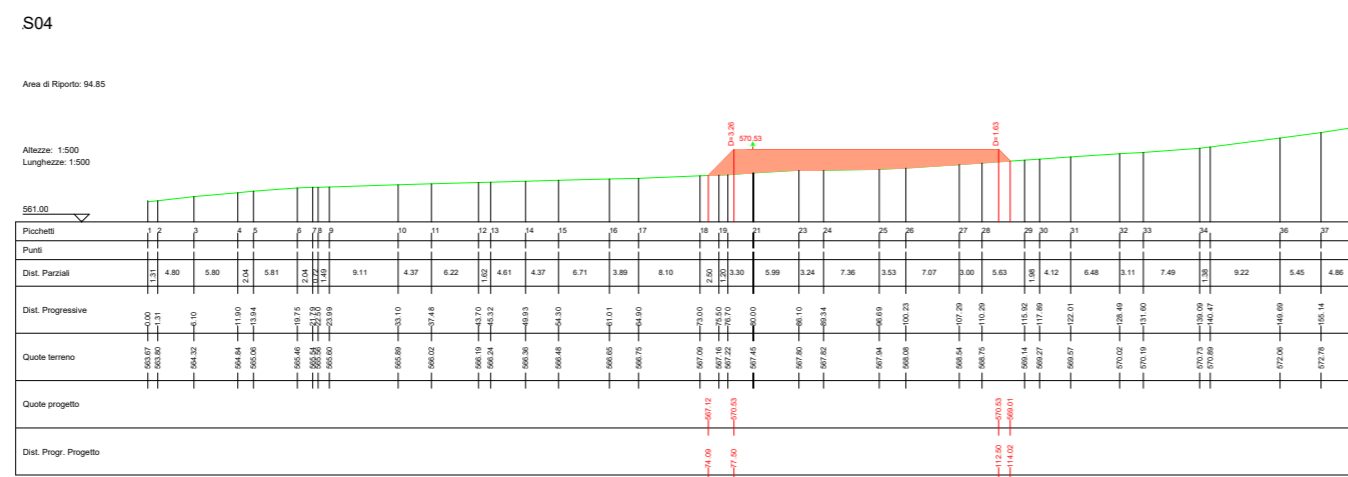 S04
Area di Riporto: 94.85
Altezze: 1:500
Lunghezze: 1:500
D=3.26 570.53 D=1.63
561.00
Picchetti 1 2 3 4 5 6 7 8 9 10 11 12 13 14 15 16 17 18 19 21 23 24 25 26 27 28 29 30 31 32 33 34 36 37
Punti
Dist. Parziali 1.31 4.80 5.80 2.04 5.81 2.04 0.72 1.49 9.11 4.37 6.22 1.62 4.61 4.37 6.71 3.89 8.10 2.50 1.20 3.30 5.99 3.24 7.36 3.53 7.07 3.00 5.63 1.98 4.12 6.48 3.11 7.49 1.38 9.22 5.45 4.86
Dist. Progressive 0.00 1.31 6.10 11.90 13.94 19.75 21.79 22.50 23.99 33.10 37.48 43.70 45.32 49.93 54.30 61.01 64.90 73.00 75.50 76.70 80.00 86.10 89.34 96.69 100.23 107.29 110.29 115.92 117.89 122.01 128.49 131.60 139.09 140.47 149.69 155.14
Quote terreno 563.67 563.80 564.32 564.84 565.06 565.46 565.54 565.56 565.60 565.89 566.02 566.19 566.24 566.36 566.48 566.65 566.75 567.09 567.16 567.22 567.45 567.80 567.82 567.94 568.08 568.54 568.75 569.14 569.27 569.57 570.02 570.19 570.73 570.89 572.06 572.78
Quote progetto 567.12 570.53 570.53 569.01
Dist. Progr. Progetto 74.09 77.50 112.50 114.02